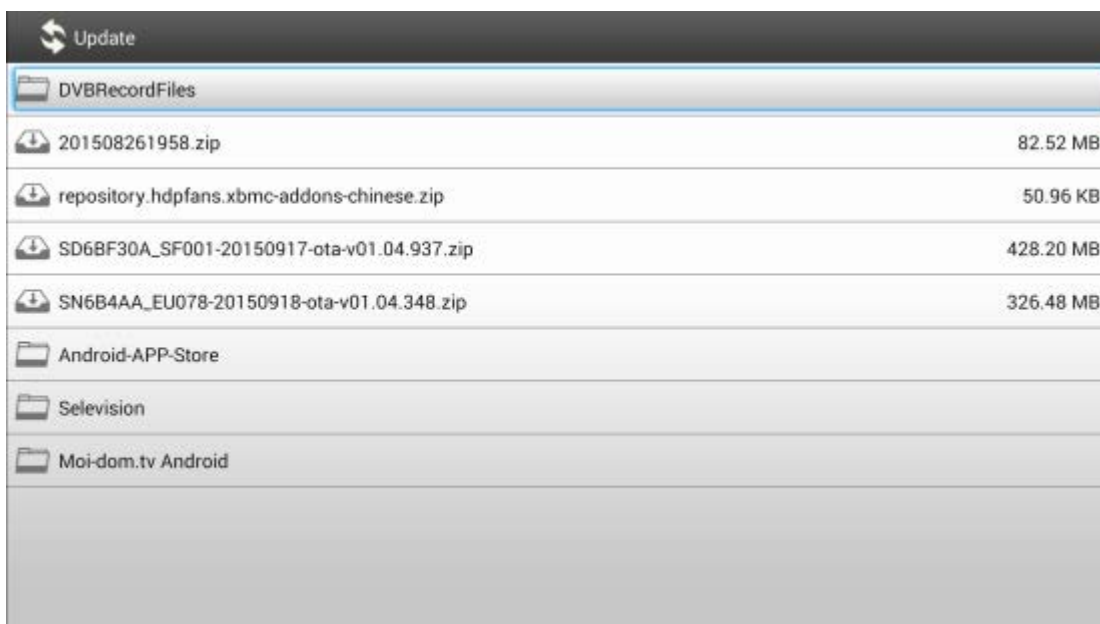 Update
DVBRecordFiles
201508261958.zip 82.52 MB
repository.hdpfans.xbmc-addons-chinese.zip 50.96 KB
SD6BF30A_SF001-20150917-ota-v01.04.937.zip 428.20 MB
SN6B4AA_EU078-20150918-ota-v01.04.348.zip 326.48 MB
Android-APP-Store
Selevision
Moi-dom.tv Android